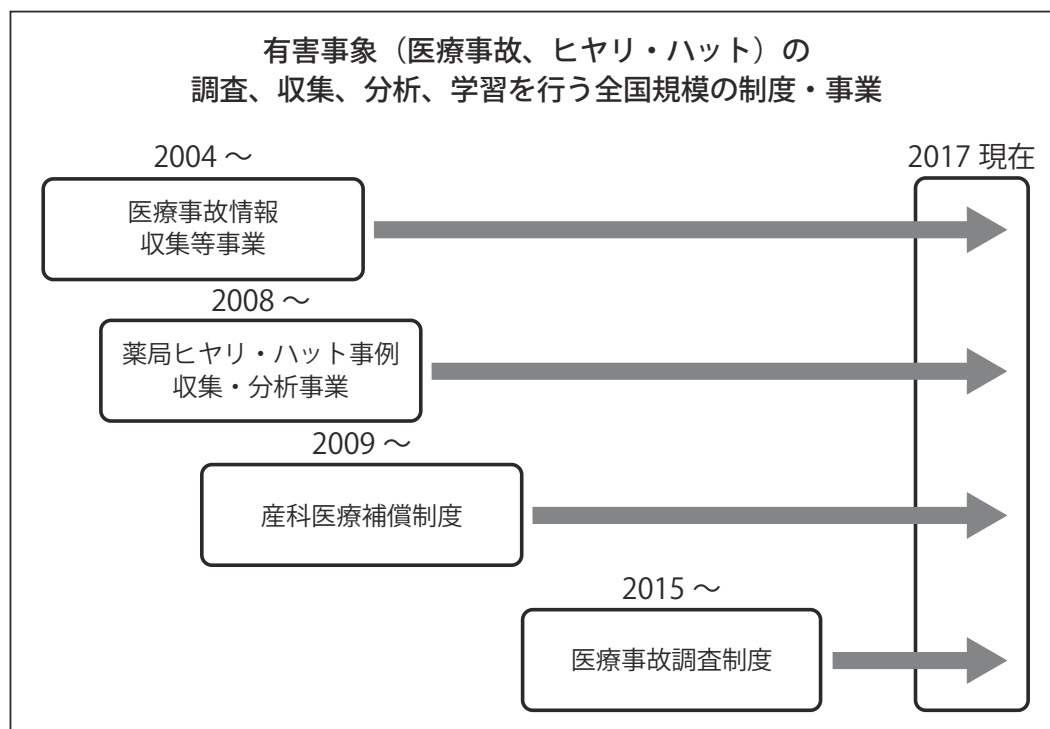 有害事象（医療事故、ヒヤリ・ハット）の
調査、収集、分析、学習を行う全国規模の制度・事業
2004 〜
2017 現在
医療事故情報
収集等事業
2008 〜
薬局ヒヤリ・ハット事例
収集・分析事業
2009 〜
産科医療補償制度
2015 〜
医療事故調査制度